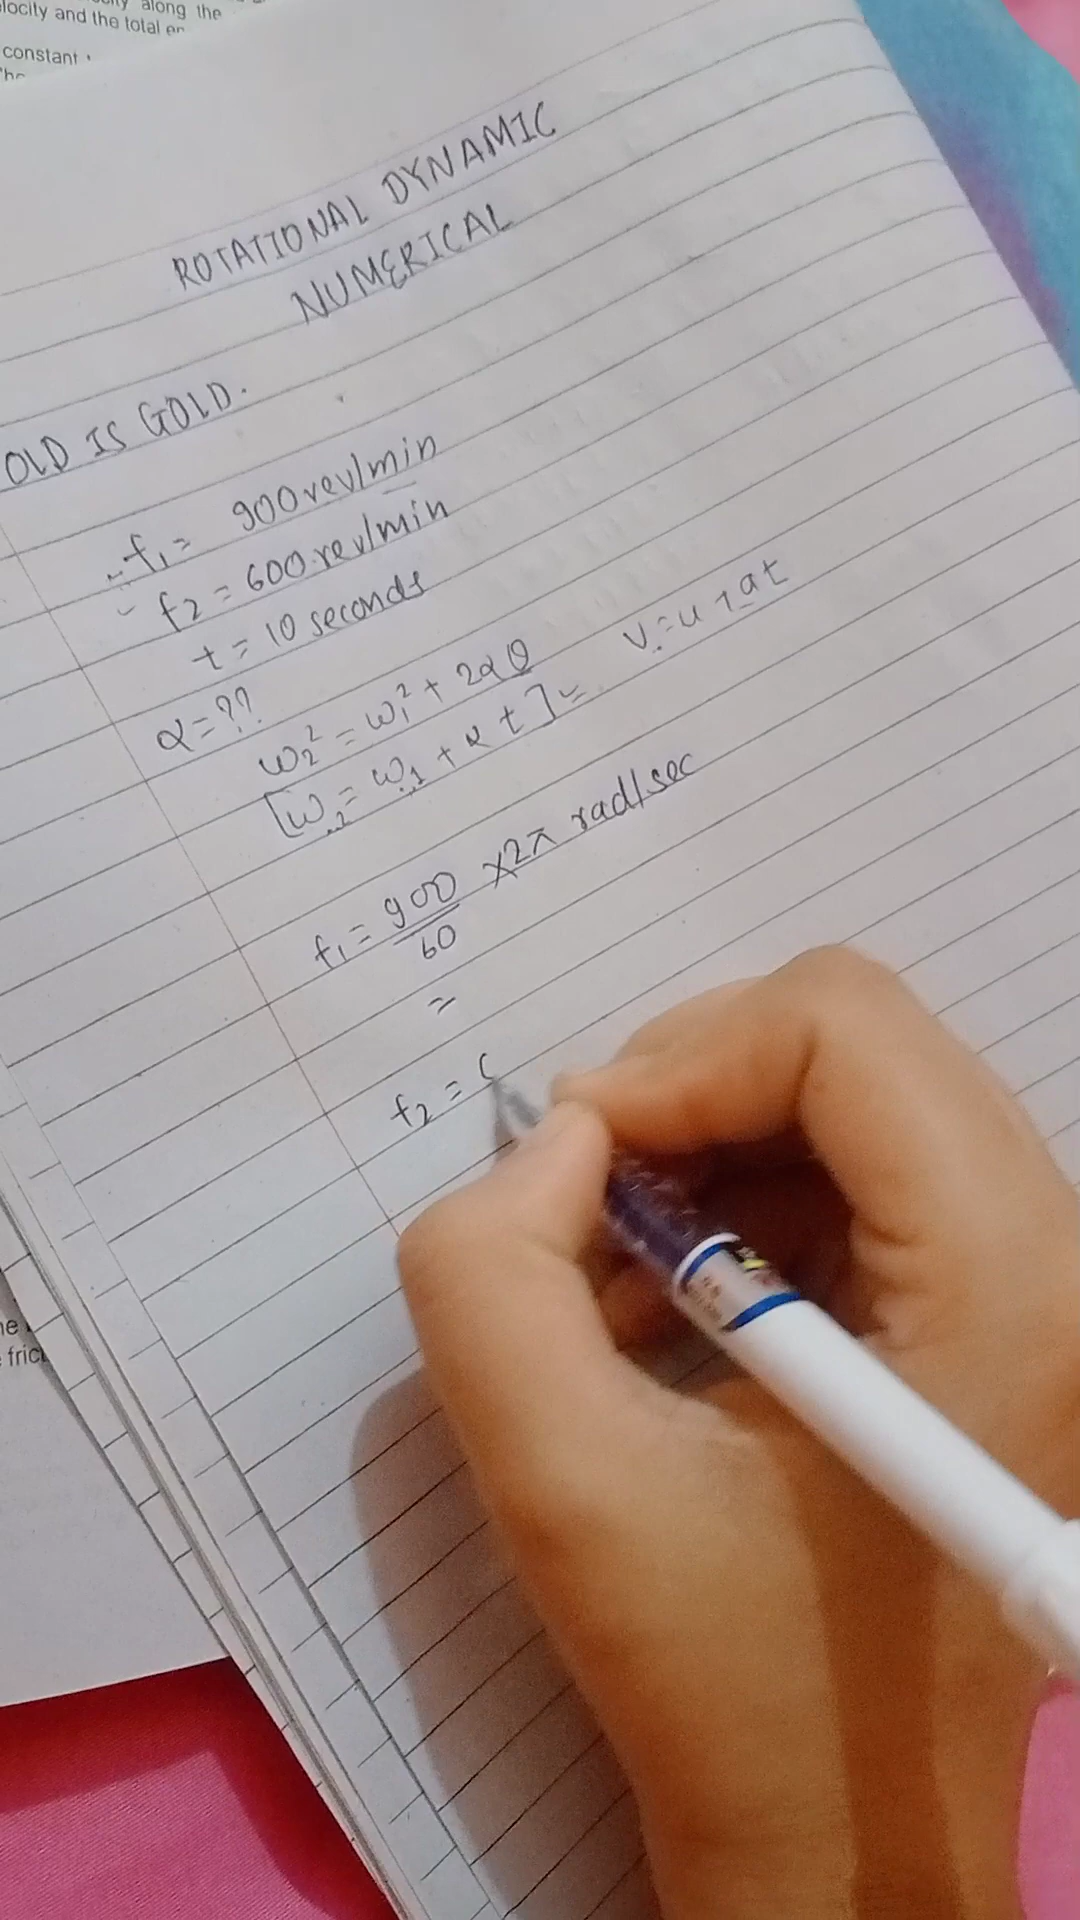 along the
locity and the total en
constant
ROTATIONAL DYNAMIC
NUMERICAL
OLD IS GOLD.
f₁ = 900 rev/min
f₂ = 600 rev/min
t = 10 seconds
α = ??
ω₂² = ω₁² + 2αθ
[ω₂ = ω₁ + αt] =
v = u + at
f₁ = 900/60 × 2π rad/sec
=
f₂ =
fric